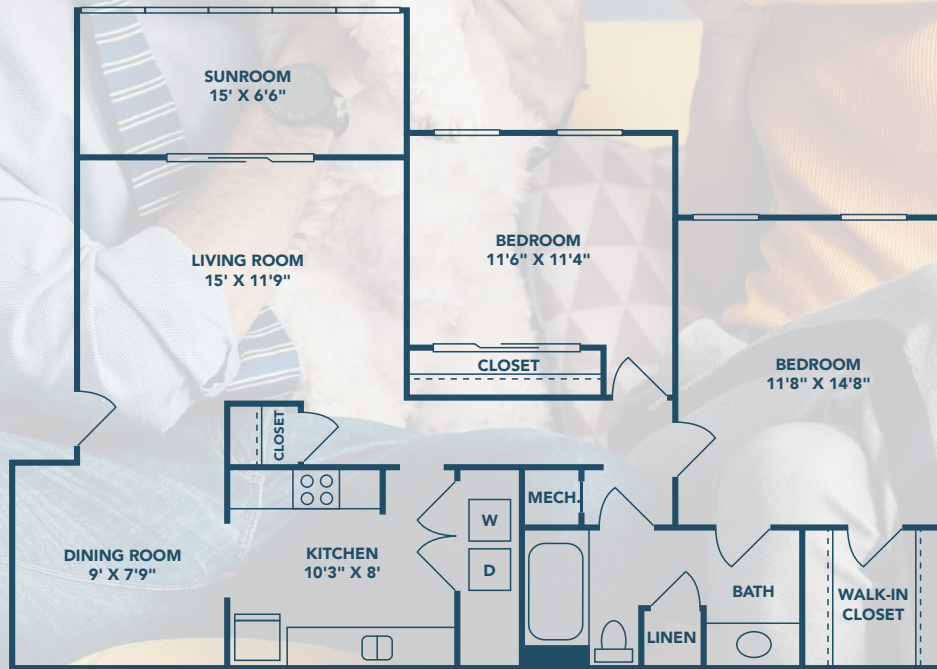 SUNROOM
15' X 6'6"
LIVING ROOM
15' X 11'9"
BEDROOM
11'6" X 11'4"
CLOSET
BEDROOM
11'8" X 14'8"
CLOSET
MECH.
W
D
DINING ROOM
9' X 7'9"
KITCHEN
10'3" X 8'
BATH
LINEN
WALK-IN
CLOSET